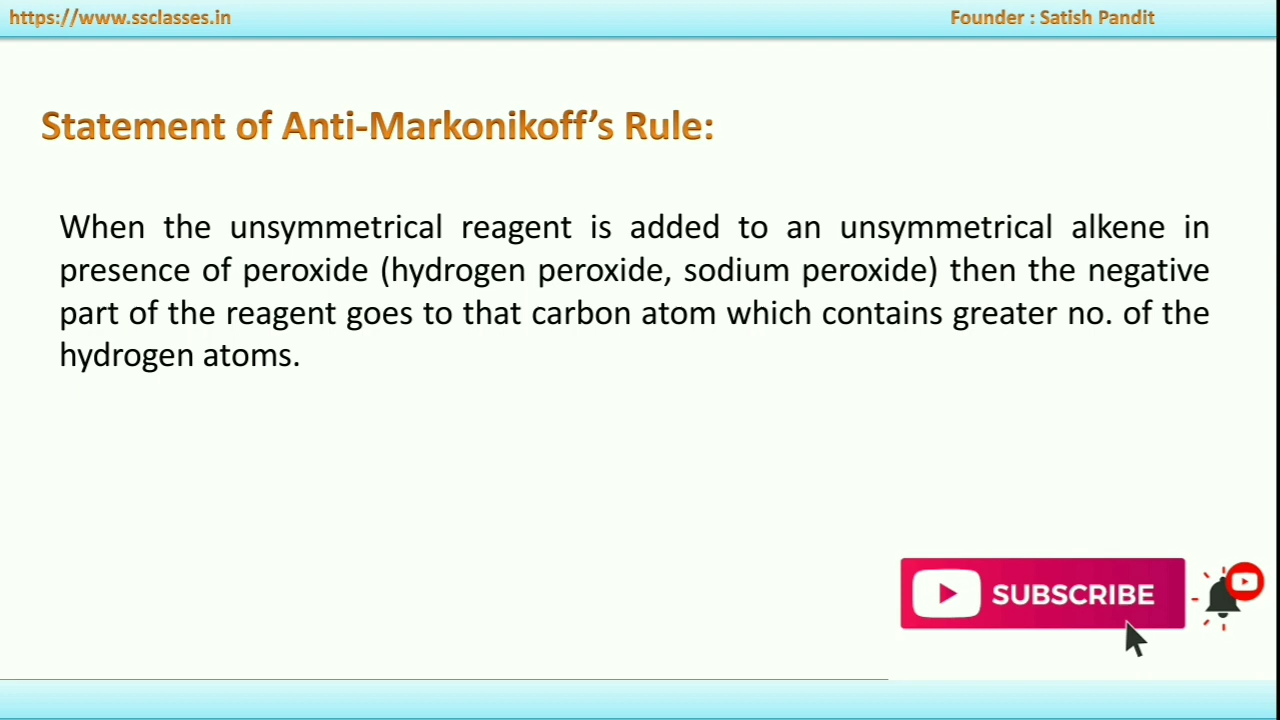 https://www.ssclasses.in
Founder : Satish Pandit
Statement of Anti-Markonikoff’s Rule:
When the unsymmetrical reagent is added to an unsymmetrical alkene in
presence of peroxide (hydrogen peroxide, sodium peroxide) then the negative
part of the reagent goes to that carbon atom which contains greater no. of the
hydrogen atoms.
SUBSCRIBE